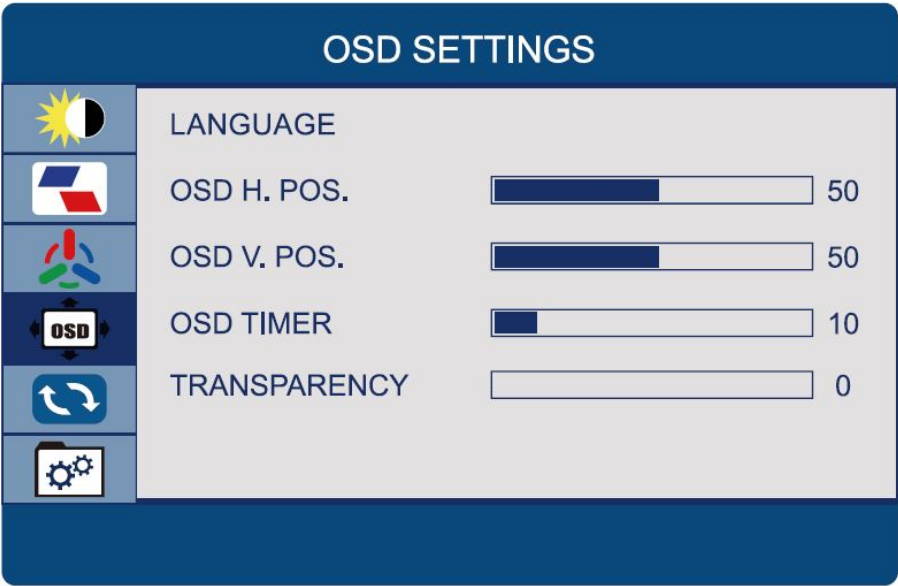 OSD SETTINGS
LANGUAGE
OSD H. POS. 50
OSD V. POS. 50
OSD
OSD TIMER 10
TRANSPARENCY 0